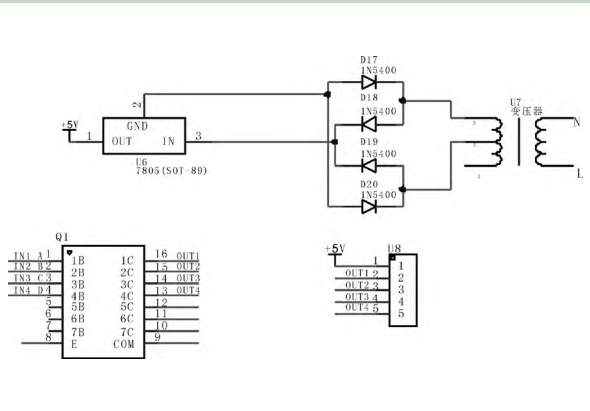 D17
1N5400
D18
1N5400
D19
1N5400
D20
1N5400
U7
变压器
N
L
+5V
2
GND
1 OUT IN 3
U6
7805(SOT-89)
Q1
IN1 A 1 1B 1C 16 OUT1
IN2 B 2 2B 2C 15 OUT2
IN3 C 3 3B 3C 14 OUT3
IN4 D 4 4B 4C 13 OUT4
5 5B 5C 12
6 6B 6C 11
7 7B 7C 10
8 E COM 9
+5V
U8
1 1
OUT1 2 2
OUT2 3 3
OUT3 4 4
OUT4 5 5